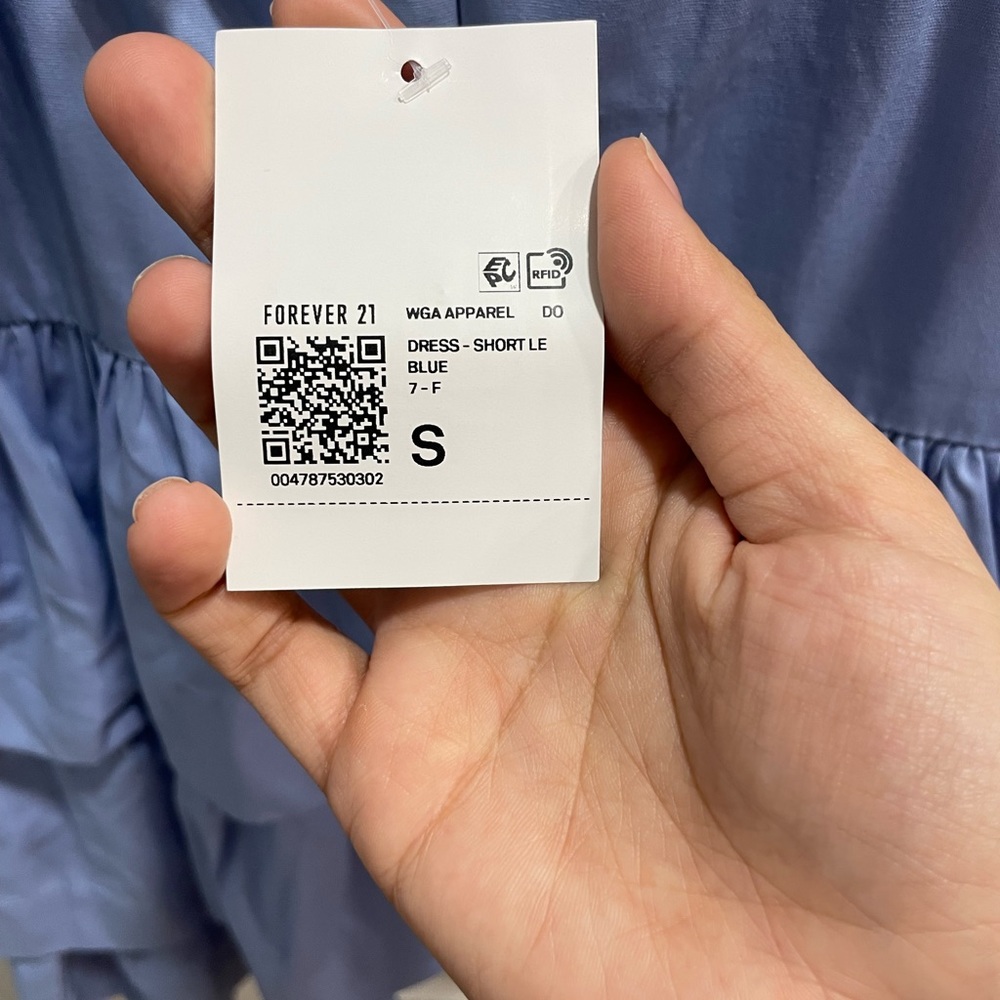 EPC
RFID
FOREVER 21
WGA APPAREL DO
DRESS - SHORT LE
BLUE
7 - F
S
004787530302